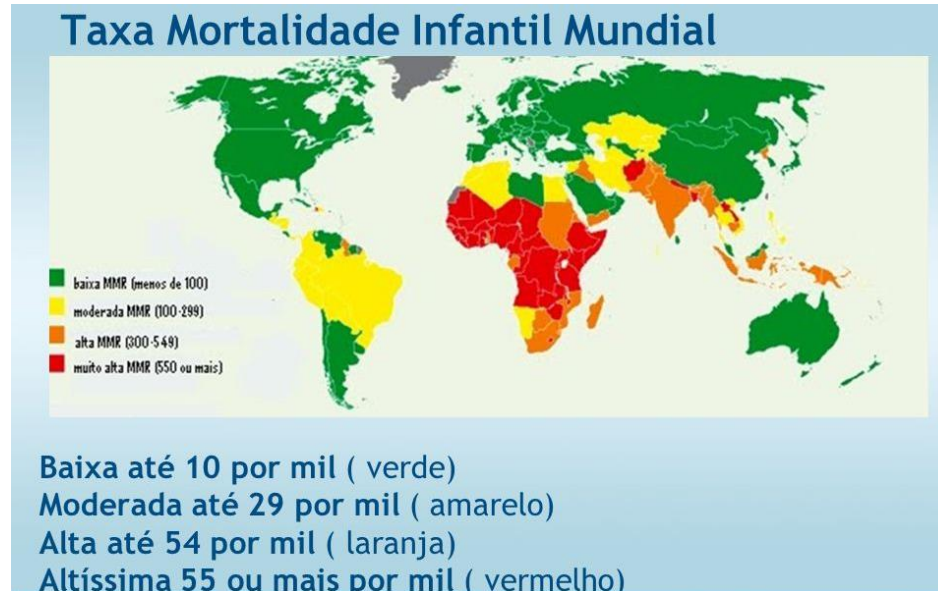 Taxa Mortalidade Infantil Mundial
baixa MMR (menos de 100)
moderada MMR (100-299)
alta MMR (300-549)
muito alta MMR (550 ou mais)
Baixa até 10 por mil ( verde)
Moderada até 29 por mil ( amarelo)
Alta até 54 por mil ( laranja)
Altíssima 55 ou mais por mil ( vermelho)